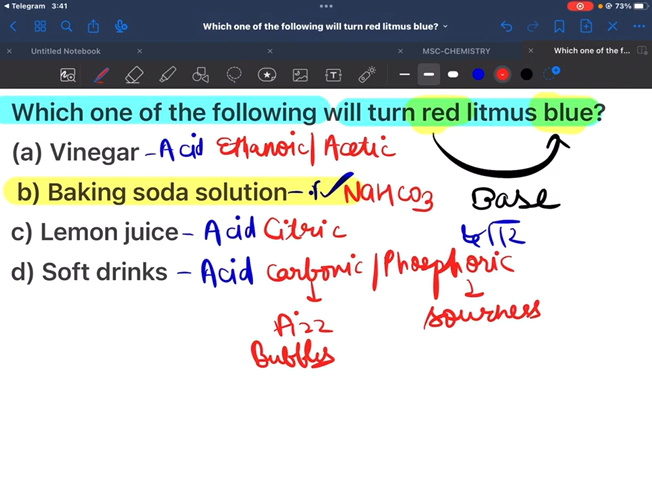 Telegram 3:41 ••• 73%
Which one of the following will turn red litmus blue?
Untitled Notebook MSC-CHEMISTRY Which one of the f...
Which one of the following will turn red litmus blue?
(a) Vinegar - Acid Ethanoic/Acetic
b) Baking soda solution - NaHCO3 Base
c) Lemon juice - Acid Citric
d) Soft drinks - Acid Carbonic/Phosphoric
sourness
Bubbles